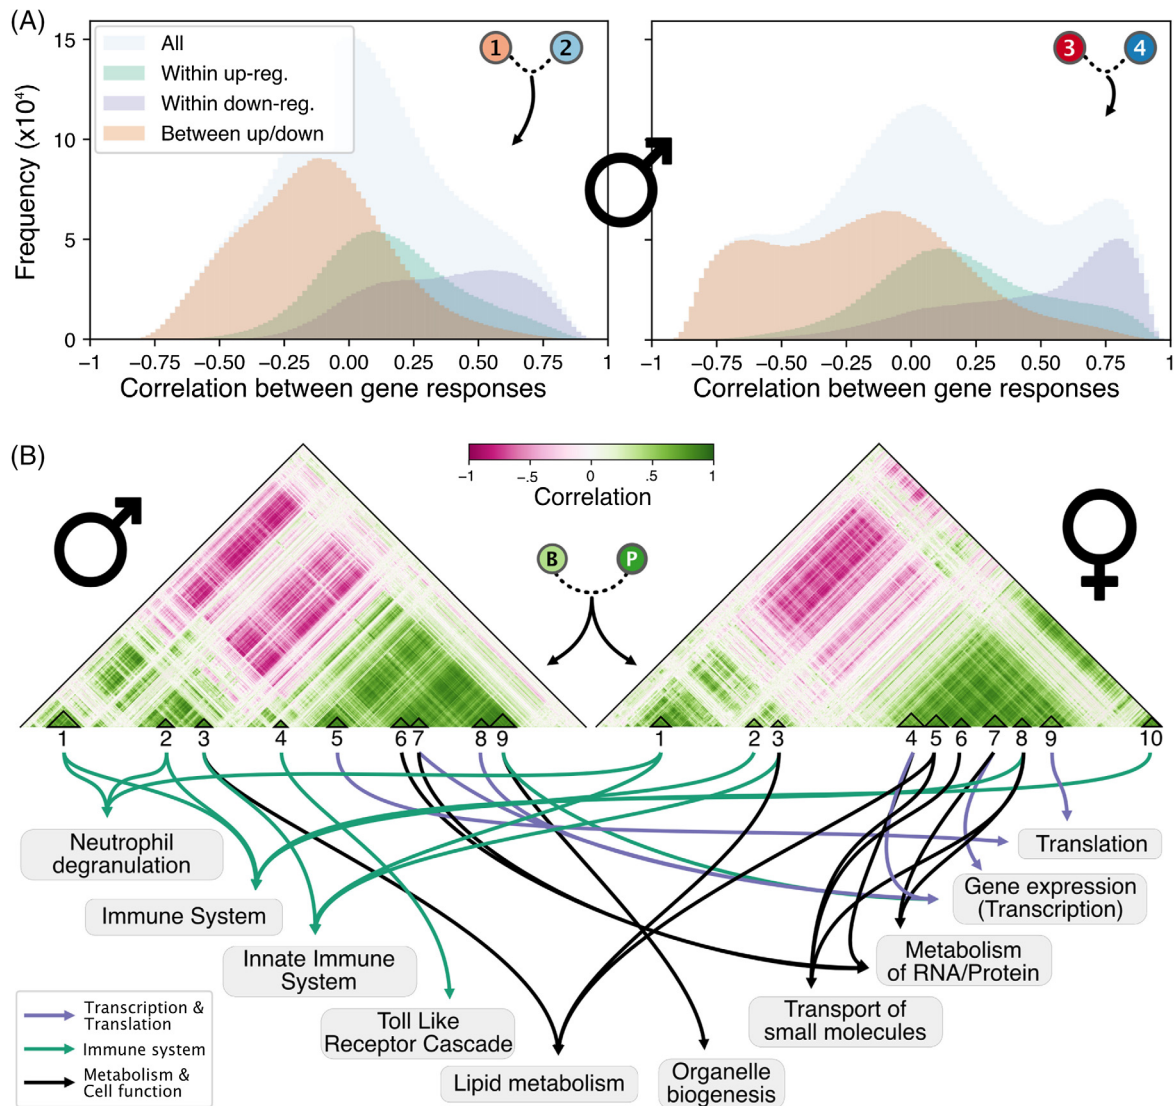 (A)
All
Within up-reg.
Within down-reg.
Between up/down
1 2
3 4
15
10
5
0
Frequency (x10⁴)
−1 −0.75 −0.50 −0.25 0.00 0.25 0.50 0.75 1
Correlation between gene responses
−1 −0.75 −0.50 −0.25 0.00 0.25 0.50 0.75 1
Correlation between gene responses
(B)
−1 −.5 0 .5 1
Correlation
B P
1 2 3 4 5 6 7 8 9
1 2 3 4 5 6 7 8 9 10
Neutrophil
degranulation
Immune System
Innate Immune
System
Toll Like
Receptor Cascade
Lipid metabolism
Organelle
biogenesis
Transport of
small molecules
Metabolism
of RNA/Protein
Gene expression
(Transcription)
Translation
Transcription &
Translation
Immune system
Metabolism &
Cell function